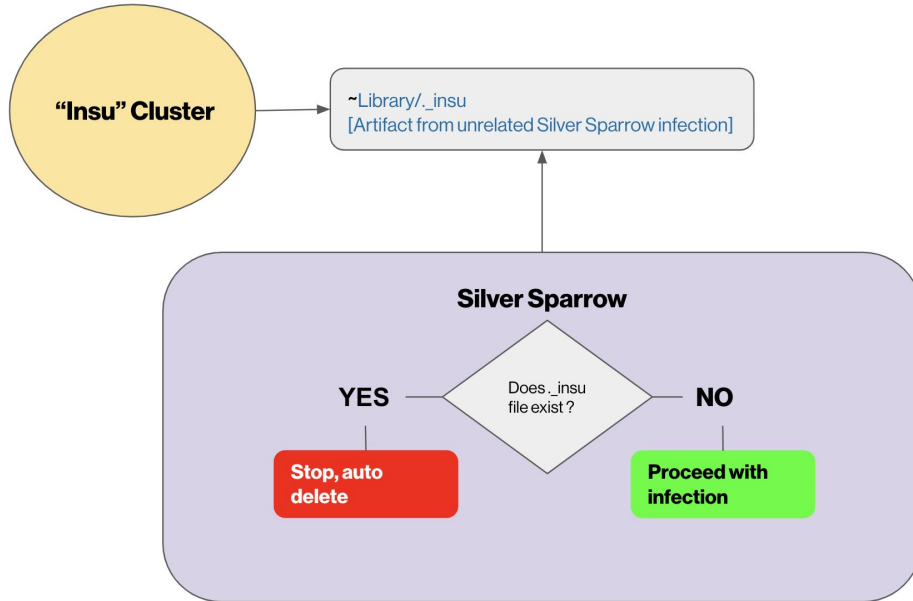 “Insu” Cluster
~Library/._insu
[Artifact from unrelated Silver Sparrow infection]
Silver Sparrow
Does ._insu
file exist ?
YES
NO
Stop, auto
delete
Proceed with
infection